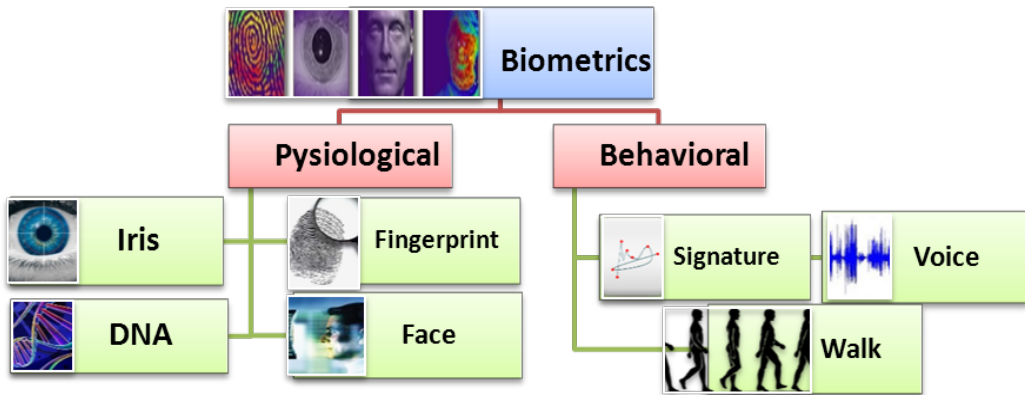 Biometrics
Pysiological
Behavioral
Iris
Fingerprint
Signature
Voice
DNA
Face
Walk